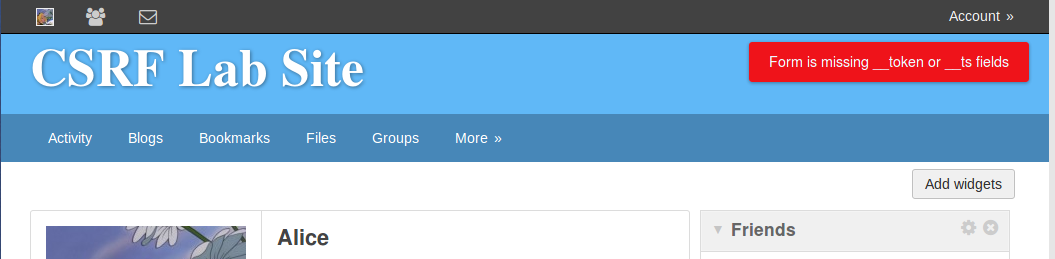 Account »
CSRF Lab Site
Form is missing __token or __ts fields
Activity Blogs Bookmarks Files Groups More »
Add widgets
Alice
Friends